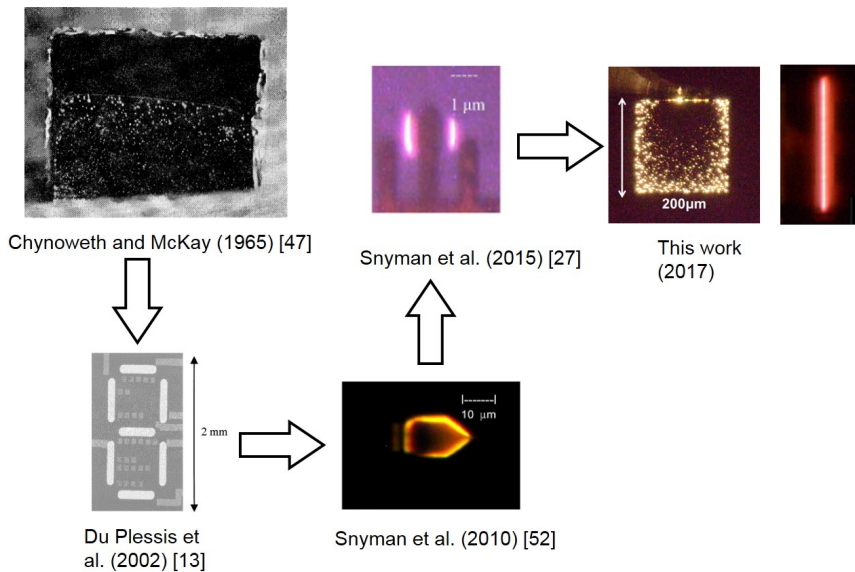 Chynoweth and McKay (1965) [47]
2 mm
Du Plessis et
al. (2002) [13]
10 μm
Snyman et al. (2010) [52]
1 μm
Snyman et al. (2015) [27]
200μm
This work
(2017)